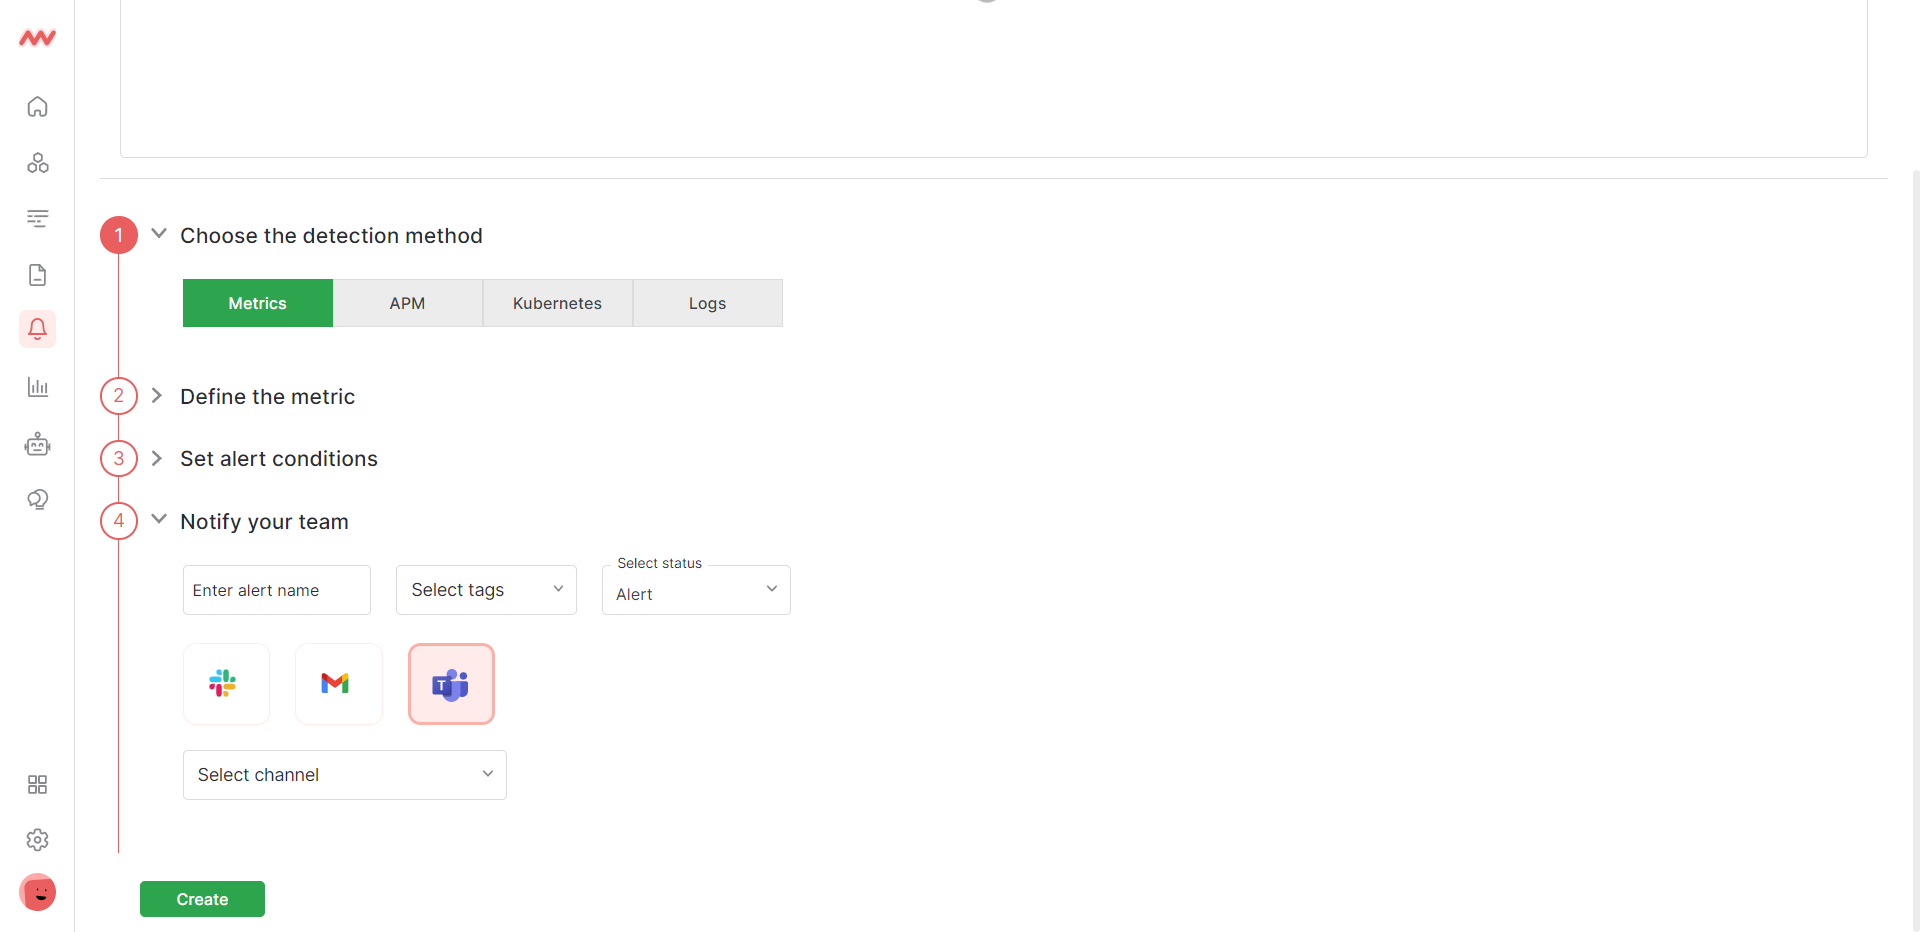 1 Choose the detection method
Metrics APM Kubernetes Logs
2 Define the metric
3 Set alert conditions
4 Notify your team
Select status
Enter alert name Select tags Alert
T
Select channel
Create